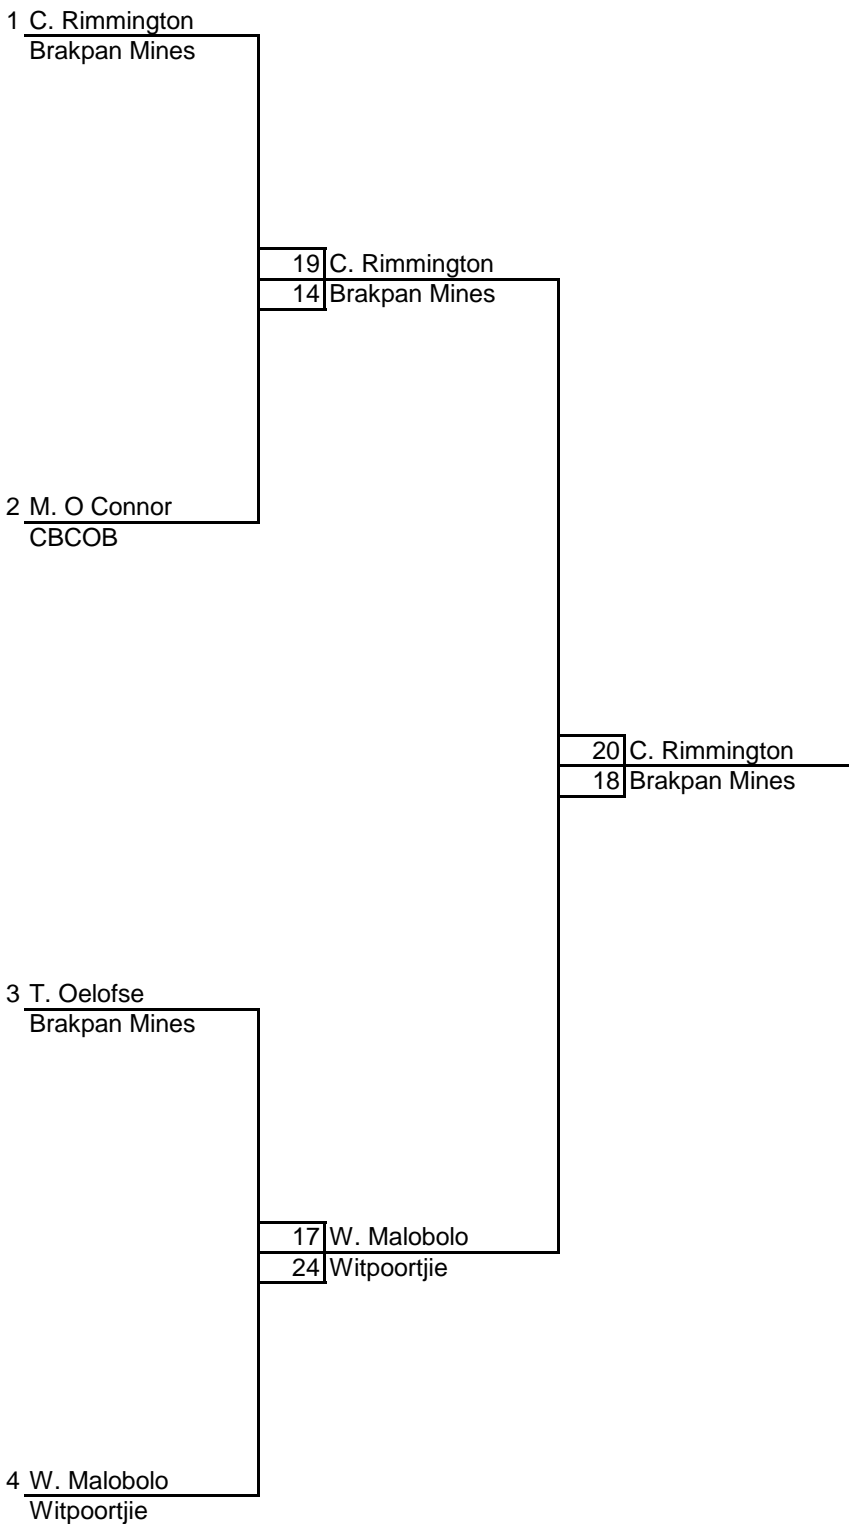 1 C. Rimmington
Brakpan Mines
19 C. Rimmington
14 Brakpan Mines
2 M. O Connor
CBCOB
20 C. Rimmington
18 Brakpan Mines
3 T. Oelofse
Brakpan Mines
17 W. Malobolo
24 Witpoortjie
4 W. Malobolo
Witpoortjie